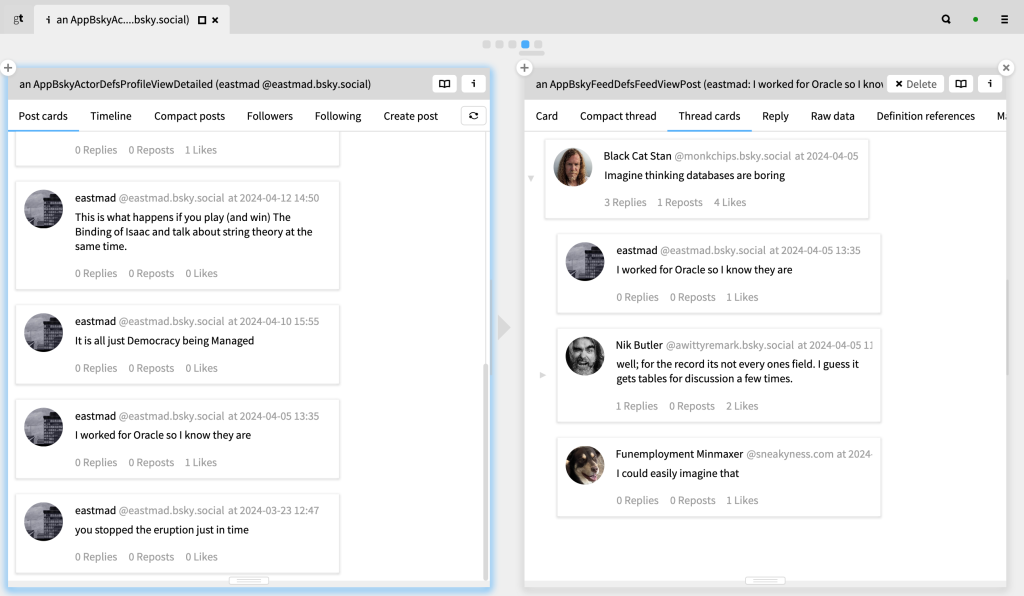 gt
i an AppBskyAc....bsky.social)
an AppBskyActorDefsProfileViewDetailed (eastmad @eastmad.bsky.social)
i
Post cards Timeline Compact posts Followers Following Create post
0 Replies 0 Reposts 1 Likes
eastmad @eastmad.bsky.social at 2024-04-12 14:50
This is what happens if you play (and win) The
Binding of Isaac and talk about string theory at the
same time.
0 Replies 0 Reposts 0 Likes
eastmad @eastmad.bsky.social at 2024-04-10 15:55
It is all just Democracy being Managed
0 Replies 0 Reposts 0 Likes
eastmad @eastmad.bsky.social at 2024-04-05 13:35
I worked for Oracle so I know they are
0 Replies 0 Reposts 1 Likes
eastmad @eastmad.bsky.social at 2024-03-23 12:47
you stopped the eruption just in time
0 Replies 0 Reposts 0 Likes
an AppBskyFeedDefsFeedViewPost (eastmad: I worked for Oracle so I know
Delete
i
Card Compact thread Thread cards Reply Raw data Definition references
Black Cat Stan @monkchips.bsky.social at 2024-04-05
Imagine thinking databases are boring
3 Replies 1 Reposts 4 Likes
eastmad @eastmad.bsky.social at 2024-04-05 13:35
I worked for Oracle so I know they are
0 Replies 0 Reposts 1 Likes
Nik Butler @awittyremark.bsky.social at 2024-04-05 11
well; for the record its not every ones field. I guess it
gets tables for discussion a few times.
1 Replies 0 Reposts 2 Likes
Funemployment Minmaxer @sneakyness.com at 2024-
I could easily imagine that
0 Replies 0 Reposts 1 Likes